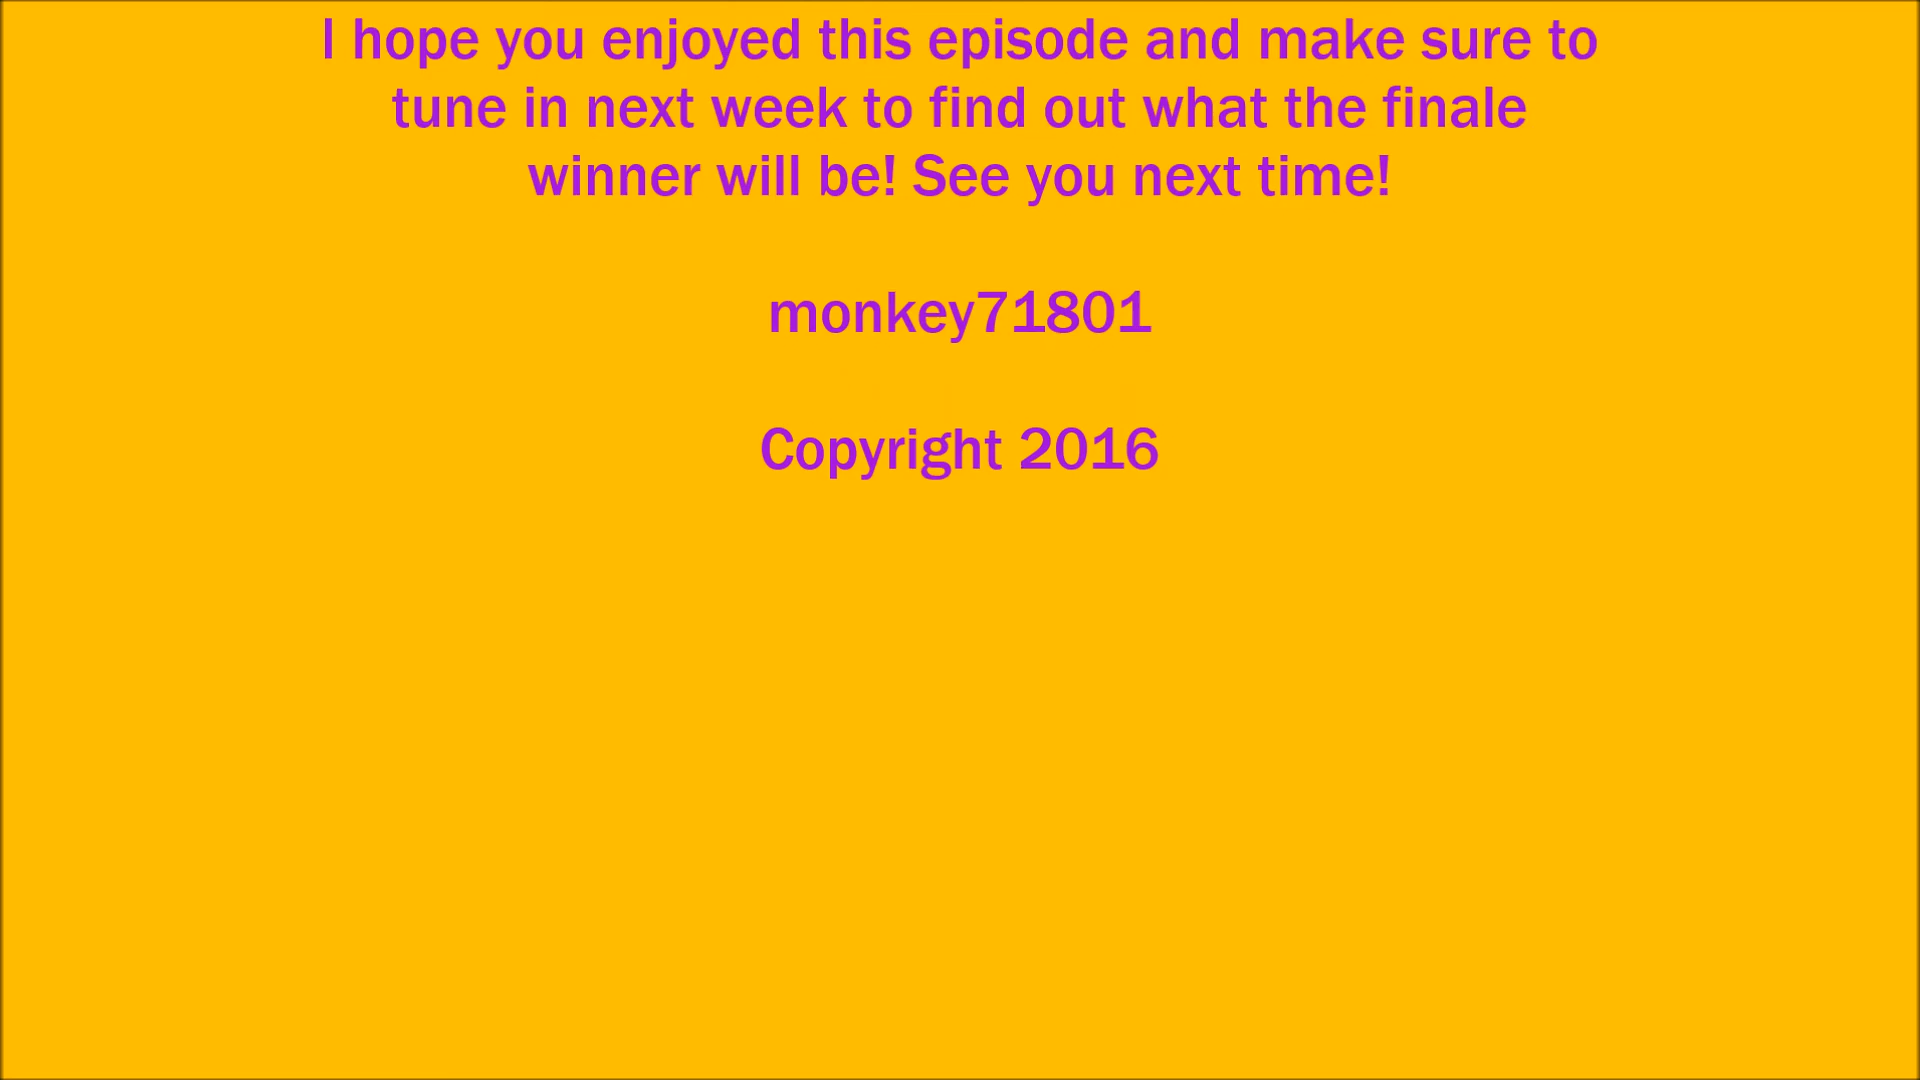 I hope you enjoyed this episode and make sure to
tune in next week to find out what the finale
winner will be! See you next time!
monkey71801
Copyright 2016